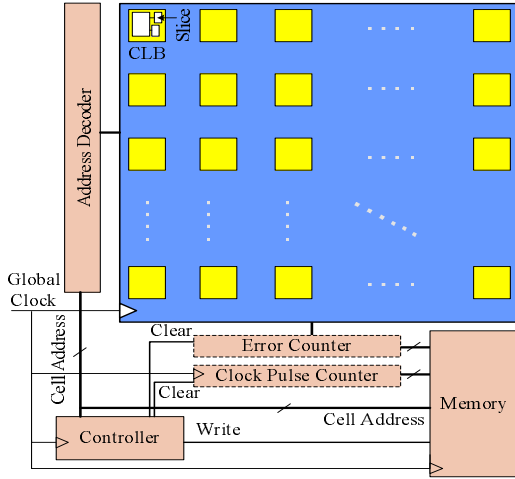 Slice
CLB
Address Decoder
Global
Clock
Cell Address
Clear
Error Counter
Clock Pulse Counter
Clear
Cell Address
Memory
Controller
Write